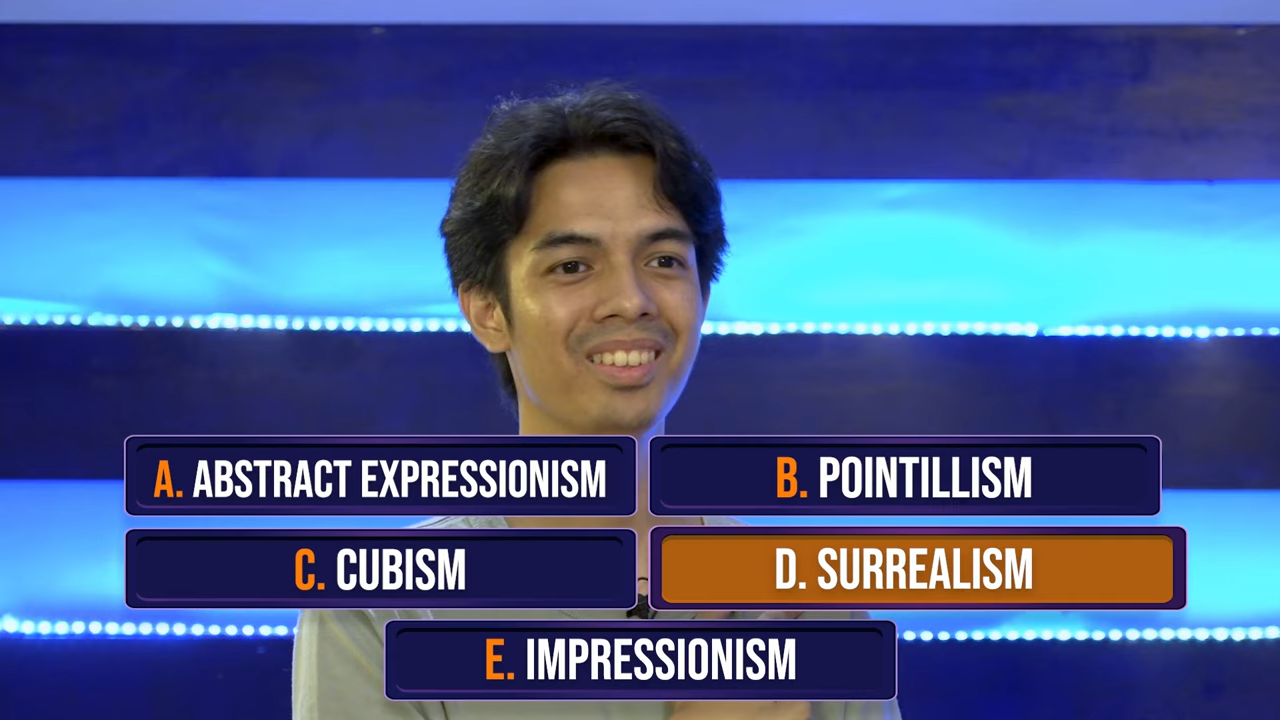 A. ABSTRACT EXPRESSIONISM
B. POINTILLISM
C. CUBISM
D. SURREALISM
E. IMPRESSIONISM